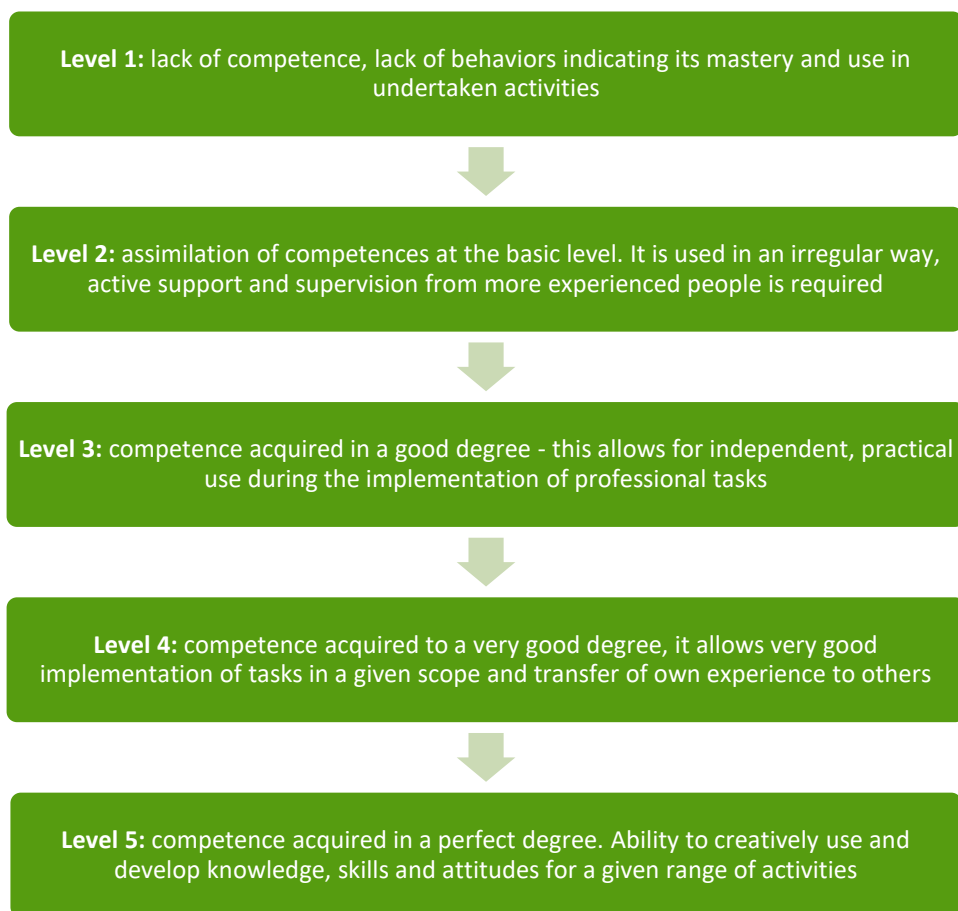 Level 1: lack of competence, lack of behaviors indicating its mastery and use in
undertaken activities
Level 2: assimilation of competences at the basic level. It is used in an irregular way,
active support and supervision from more experienced people is required
Level 3: competence acquired in a good degree - this allows for independent, practical
use during the implementation of professional tasks
Level 4: competence acquired to a very good degree, it allows very good
implementation of tasks in a given scope and transfer of own experience to others
Level 5: competence acquired in a perfect degree. Ability to creatively use and
develop knowledge, skills and attitudes for a given range of activities